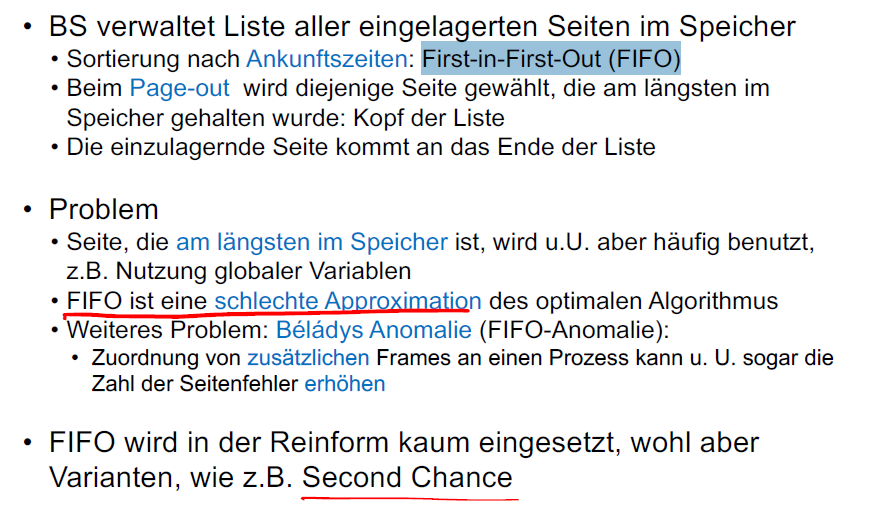 • BS verwaltet Liste aller eingelagerten Seiten im Speicher
• Sortierung nach Ankunftszeiten: First-in-First-Out (FIFO)
• Beim Page-out wird diejenige Seite gewählt, die am längsten im
Speicher gehalten wurde: Kopf der Liste
• Die einzulagernde Seite kommt an das Ende der Liste
• Problem
• Seite, die am längsten im Speicher ist, wird u.U. aber häufig benutzt,
z.B. Nutzung globaler Variablen
• FIFO ist eine schlechte Approximation des optimalen Algorithmus
• Weiteres Problem: Béládys Anomalie (FIFO-Anomalie):
• Zuordnung von zusätzlichen Frames an einen Prozess kann u. U. sogar die
Zahl der Seitenfehler erhöhen
• FIFO wird in der Reinform kaum eingesetzt, wohl aber
Varianten, wie z.B. Second Chance